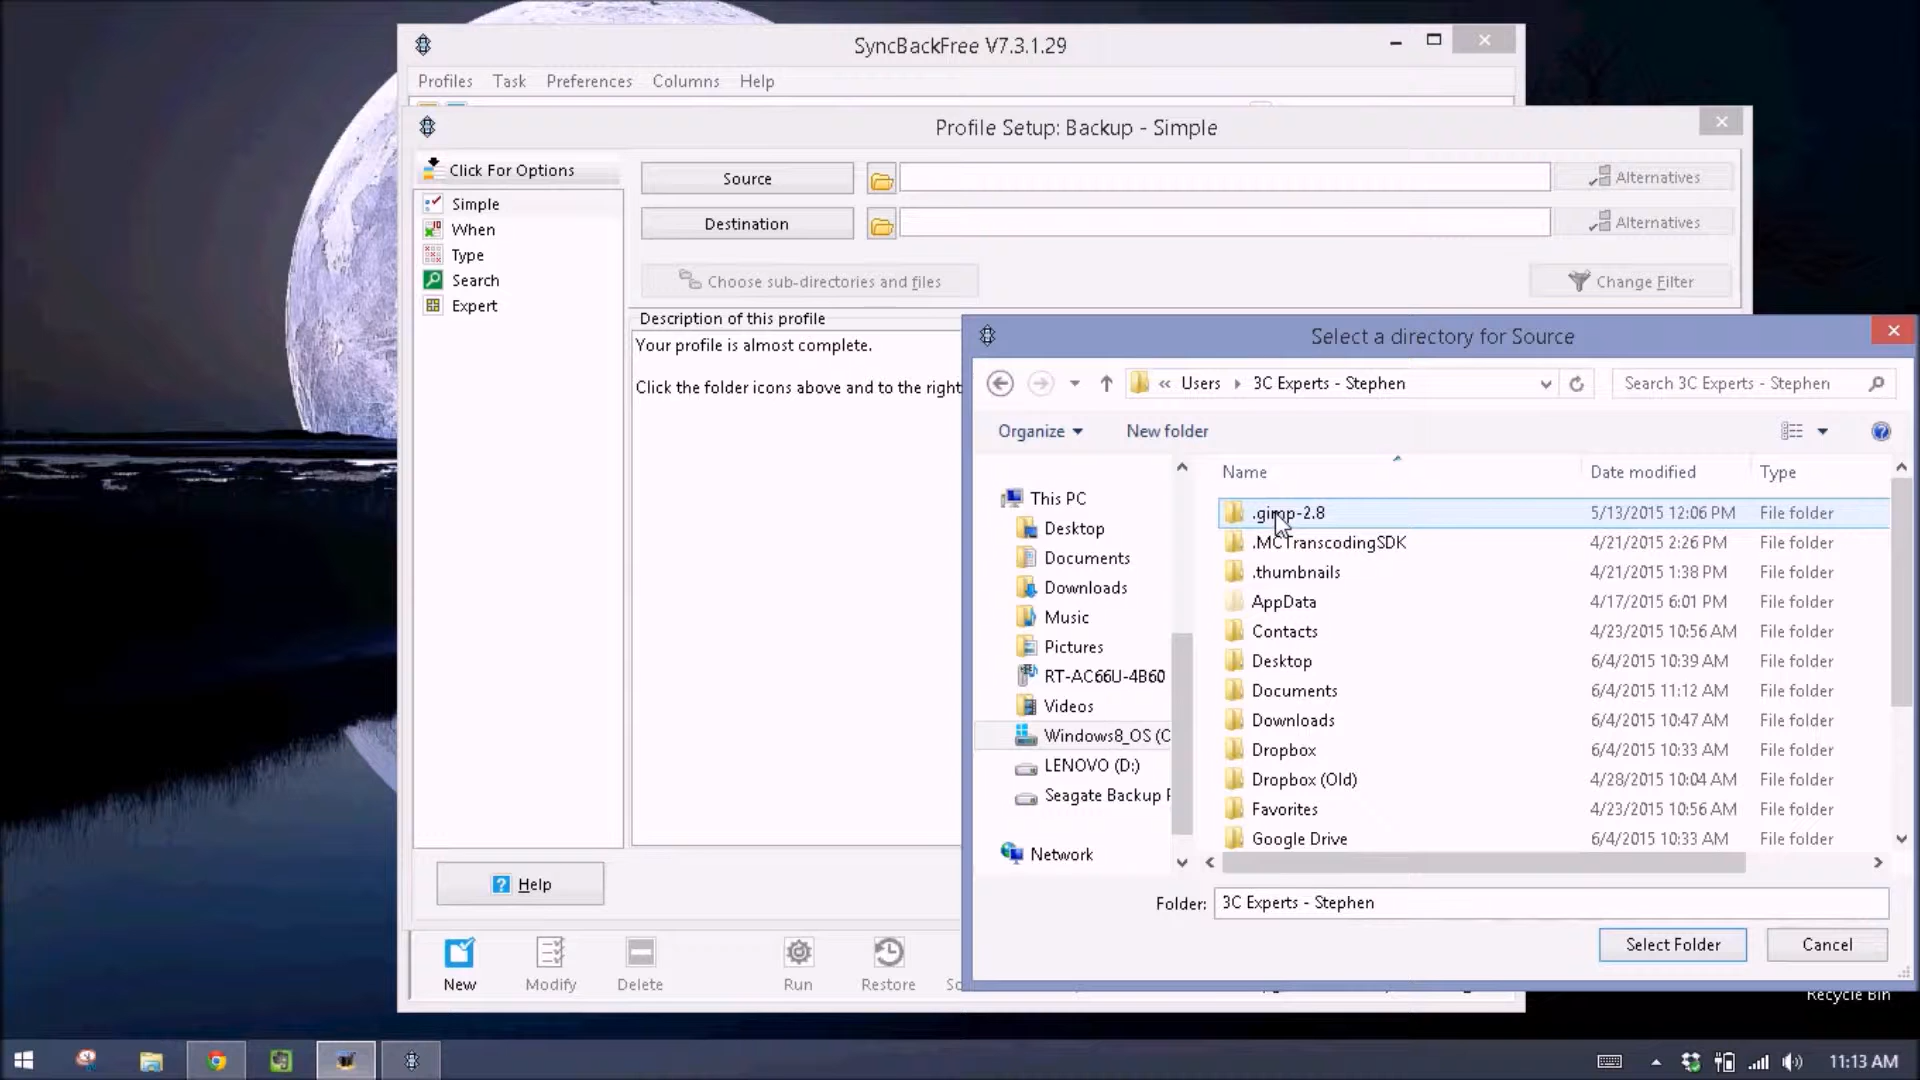 SyncBackFree V7.3.1.29
Profiles Task Preferences Columns Help
Profile Setup: Backup - Simple
Click For Options
Simple
When
Type
Search
Expert
Source
Alternatives
Destination
Alternatives
Choose sub-directories and files
Change Filter
Description of this profile
Your profile is almost complete.
Click the folder icons above and to the right
Help
New
Modify
Delete
Run
Restore
Select a directory for Source
« Users › 3C Experts - Stephen
Search 3C Experts - Stephen
Organize
New folder
This PC
Desktop
Documents
Downloads
Music
Pictures
RT-AC66U-4B60
Videos
Windows8_OS (C
LENOVO (D:)
Seagate Backup
Network
Name Date modified Type
.gimp-2.8 5/13/2015 12:06 PM File folder
.MCTranscodingSDK 4/21/2015 2:26 PM File folder
.thumbnails 4/21/2015 1:38 PM File folder
AppData 4/17/2015 6:01 PM File folder
Contacts 4/23/2015 10:56 AM File folder
Desktop 6/4/2015 10:39 AM File folder
Documents 6/4/2015 11:12 AM File folder
Downloads 6/4/2015 10:47 AM File folder
Dropbox 6/4/2015 10:33 AM File folder
Dropbox (Old) 4/28/2015 10:04 AM File folder
Favorites 4/23/2015 10:56 AM File folder
Google Drive 6/4/2015 10:33 AM File folder
Folder: 3C Experts - Stephen
Select Folder
Cancel
Recycle Bin
11:13 AM